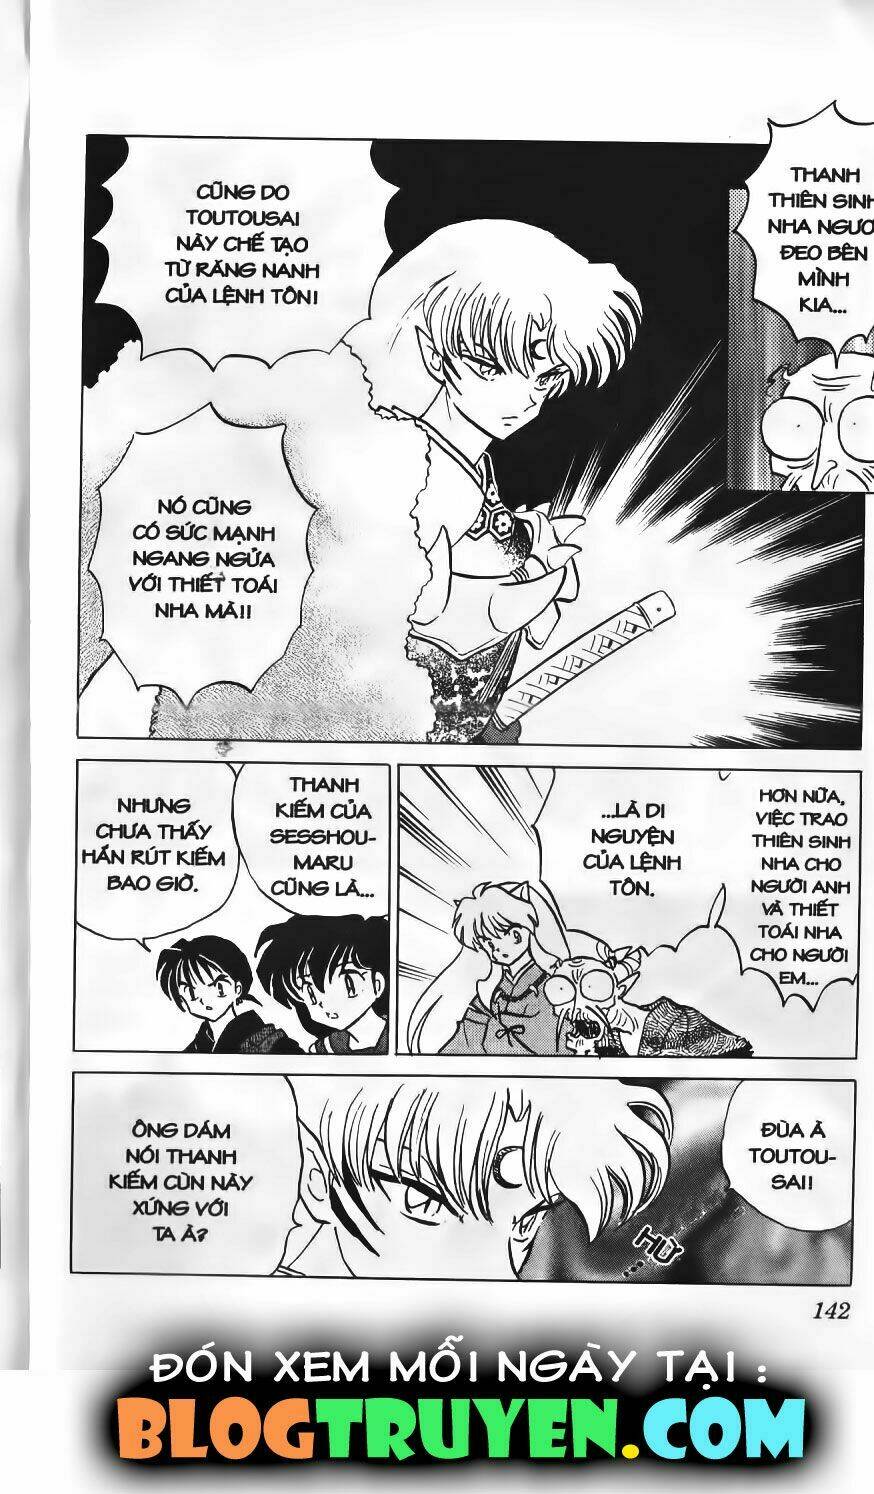 THANH
THIÊN SINH
NHA NGƯƠ
ĐEO BÊN
MÌNH
KIA...
CŨNG DO
TOUTOUSAI
NÀY CHẾ TẠO
TỪ RĂNG NANH
CỦA LỆNH TÔN!
NÓ CŨNG
CÓ SỨC MẠNH
NGANG NGỬA
VỚI THIẾT TOÁI
NHA MÀ!!
HƠN NỮA,
VIỆC TRAO
THIÊN SINH
NHA CHO
NGƯỜI ANH
VÀ THIẾT
TOÁI NHA
CHO NGƯỜI
EM...
...LÀ DI
NGUYỆN
CỦA LỆNH
TÔN.
THANH
KIẾM CỦA
SESSHOU-
MARU
CŨNG LÀ...
NHƯNG
CHƯA THẤY
HẮN RÚT KIẾM
BAO GIỜ.
ĐÙA À
TOUTOU-
SAI!
HỪ
...
ÔNG DÁM
NÓI THANH
KIẾM CÙN NÀY
XỨNG VỚI
TA À?
142
ĐÓN XEM MỖI NGÀY TẠI :
BLOGTRUYEN.COM